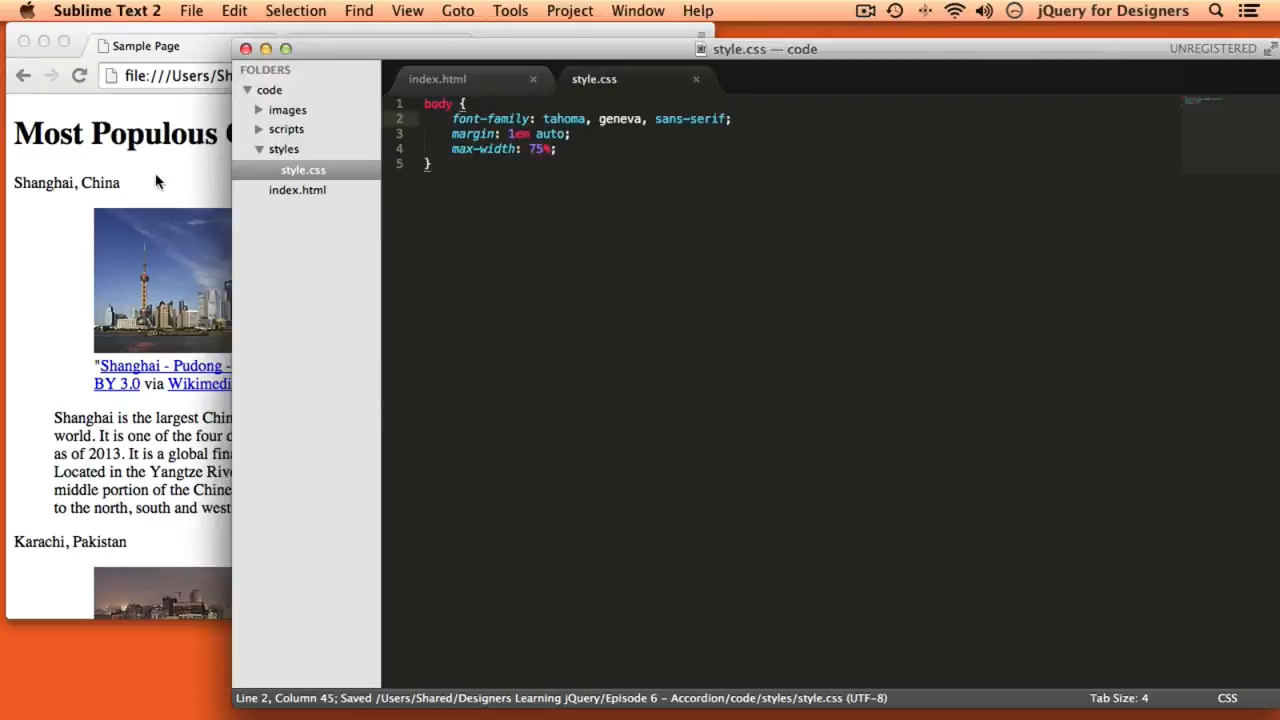 Sublime Text 2 File Edit Selection Find View Goto Tools Project Window Help jQuery for Designers
Sample Page
file:///Users/Sh
Most Populous
Shanghai, China
"Shanghai - Pudong -
BY 3.0 via Wikimedi
Shanghai is the largest Chin
world. It is one of the four d
as of 2013. It is a global fina
Located in the Yangtze Rive
middle portion of the Chine
to the north, south and west
Karachi, Pakistan
style.css — code
UNREGISTERED
FOLDERS
code
images
scripts
styles
style.css
index.html
index.html
style.css
1 body {
2 font-family: tahoma, geneva, sans-serif;
3 margin: 1em auto;
4 max-width: 75%;
5 }
Line 2, Column 45; Saved /Users/Shared/Designers Learning jQuery/Episode 6 - Accordion/code/styles/style.css (UTF-8)
Tab Size: 4
CSS